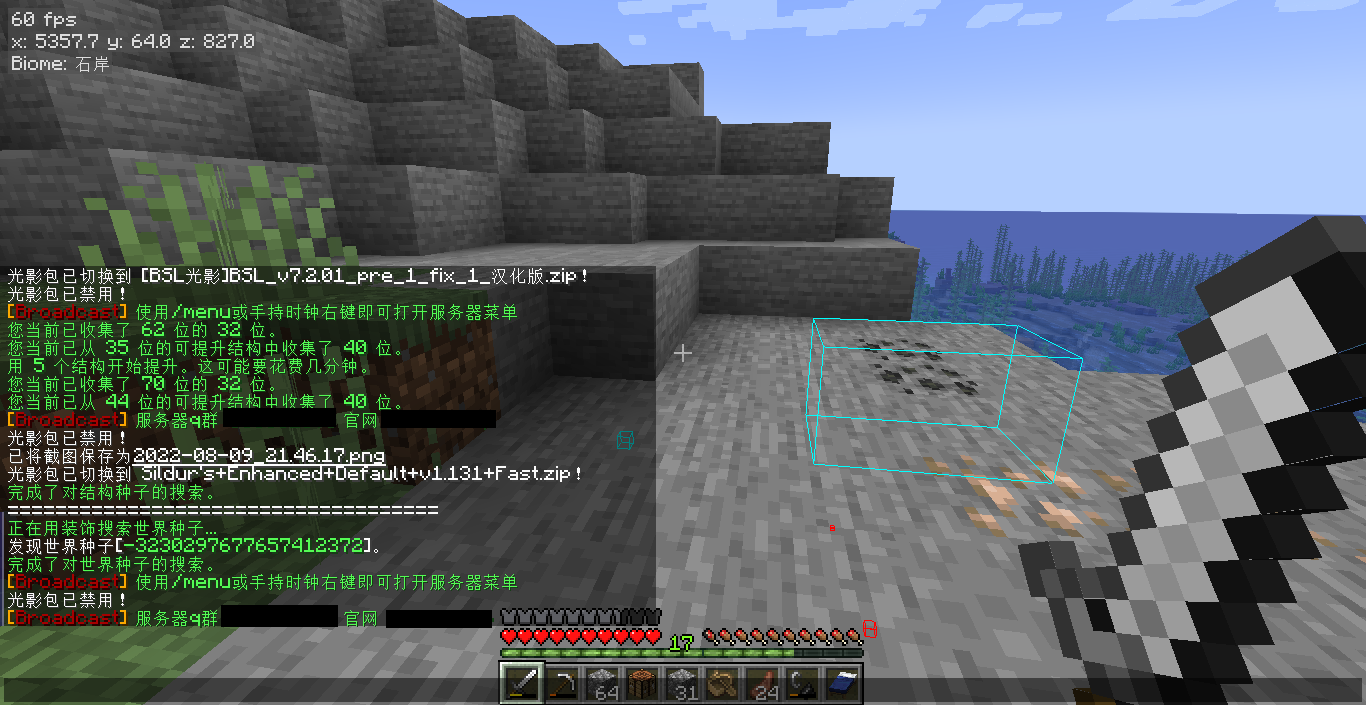 60 fps
x: 5357.7 y: 64.0 z: 827.0
Biome: 石岸
光影包已切换到 [BSL光影]BSL_v7.2.01_pre_1_fix_1_汉化版.zip！
光影包已禁用！
[Broadcast] 使用/menu或手持时钟右键即可打开服务器菜单
您当前已收集了 62 位的 32 位。
您当前已从 35 位的可提升结构中收集了 40 位。
用 5 个结构开始提升。这可能要花费几分钟。
您当前已收集了 70 位的 32 位。
您当前已从 44 位的可提升结构中收集了 40 位。
[Broadcast] 服务器q群 官网
光影包已禁用！
已将截图保存为2022-08-09_21.46.17.png
光影包已切换到 Sildur's+Enhanced+Default+v1.131+Fast.zip！
完成了对结构种子的搜索。
====================================
正在用装饰搜索世界种子...
发现世界种子[-3230297676657412372]。
完成了对世界种子的搜索。
[Broadcast] 使用/menu或手持时钟右键即可打开服务器菜单
光影包已禁用！
[Broadcast] 服务器q群 官网
17
64 31 24